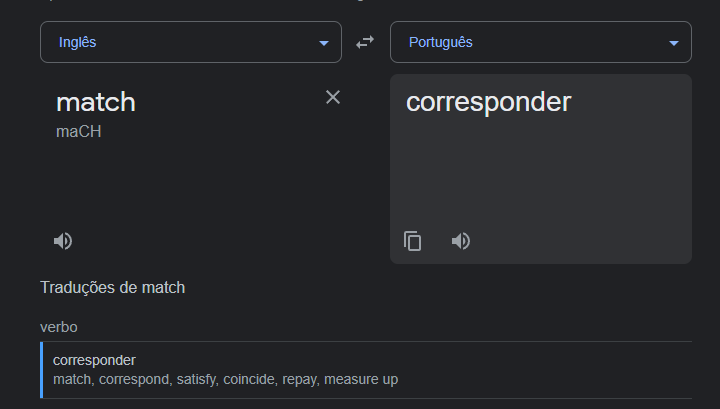 Inglês
Português
match
corresponder
maCH
Traduções de match
verbo
corresponder
match, correspond, satisfy, coincide, repay, measure up